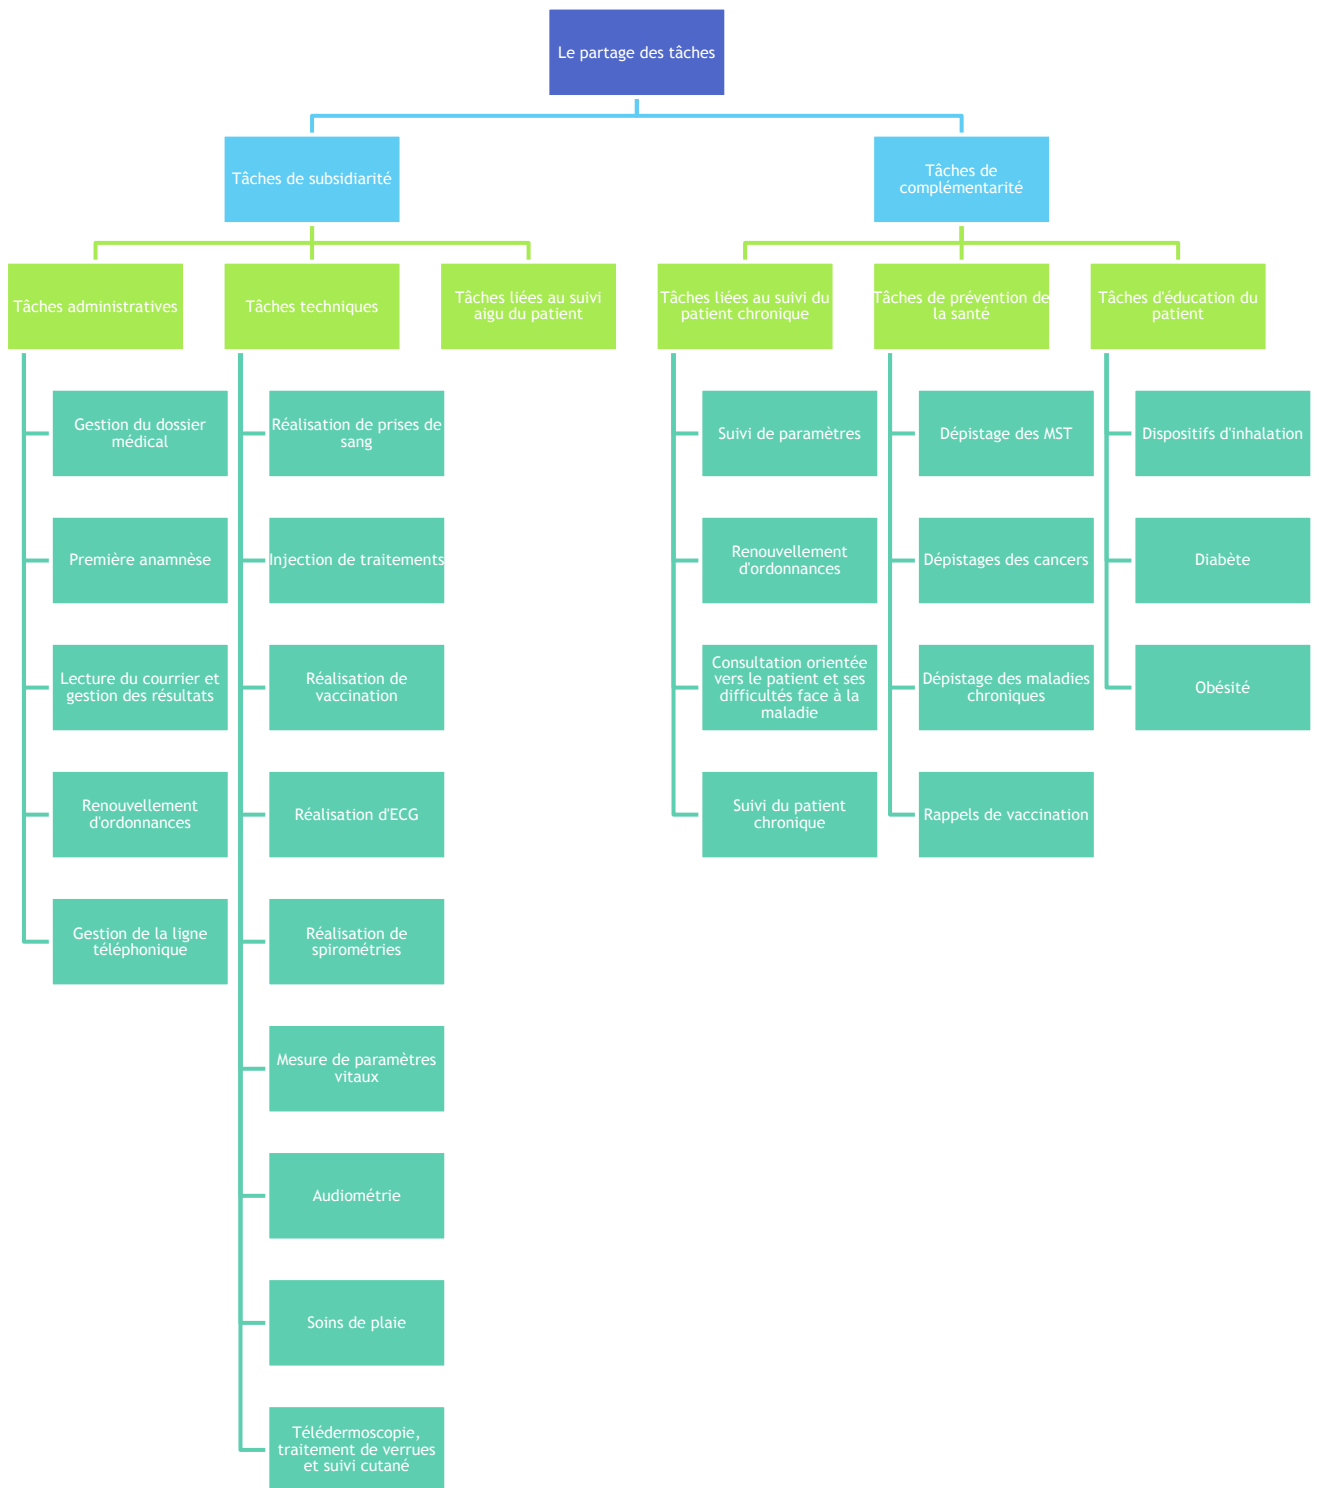 Le partage des tâches
Tâches de subsidiarité
Tâches de
complémentarité
Tâches administratives
Tâches techniques
Tâches liées au suivi
aigu du patient
Tâches liées au suivi du
patient chronique
Tâches de prévention de
la santé
Tâches d'éducation du
patient
Gestion du dossier
médical
Première anamnèse
Lecture du courrier et
gestion des résultats
Renouvellement
d'ordonnances
Gestion de la ligne
téléphonique
Réalisation de prises de
sang
Injection de traitements
Réalisation de
vaccination
Réalisation d'ECG
Réalisation de
spirométries
Mesure de paramètres
vitaux
Audiométrie
Soins de plaie
Télédermoscopie,
traitement de verrues
et suivi cutané
Suivi de paramètres
Renouvellement
d'ordonnances
Consultation orientée
vers le patient et ses
difficultés face à la
maladie
Suivi du patient
chronique
Dépistage des MST
Dépistages des cancers
Dépistage des maladies
chroniques
Rappels de vaccination
Dispositifs d'inhalation
Diabète
Obésité